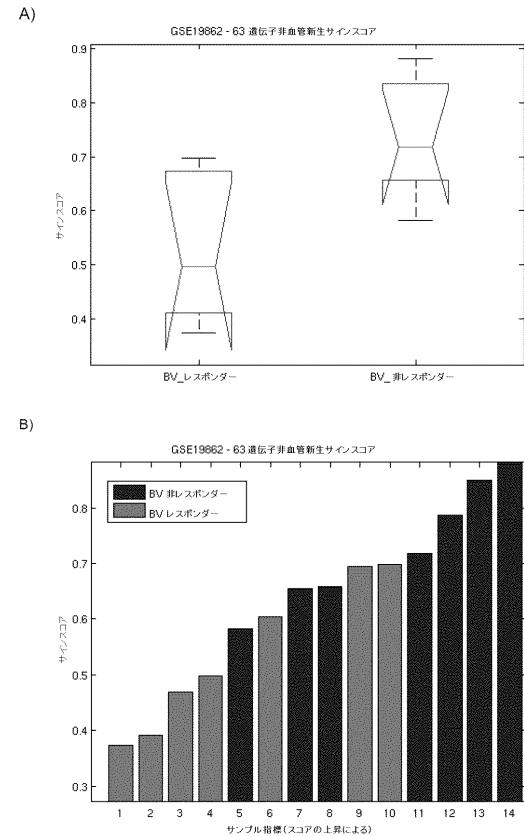 A)
GSE19862 - 63 遺伝子非血管新生サインスコア
0.9
0.8
0.7
0.6
0.5
0.4
サインスコア
BV_レスポンダー
BV_非レスポンダー
B)
GSE19862 - 63 遺伝子非血管新生サインスコア
BV 非レスポンダー
BV レスポンダー
0.8
0.7
0.6
0.5
0.4
0.3
サインスコア
1 2 3 4 5 6 7 8 9 10 11 12 13 14
サンプル指標(スコアの上昇による)